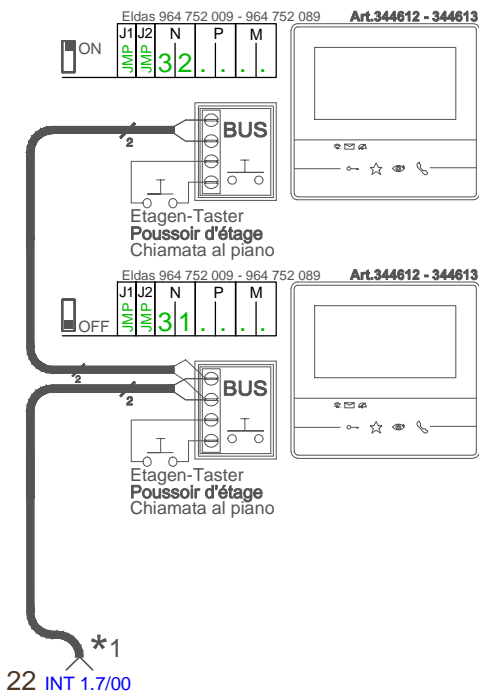 Eldas 964 752 009 - 964 752 089 Art.344612 - 344613
ON J1 J2 N P M
JMP JMP 3 2 . . . .
BUS
2
Etagen-Taster
Poussoir d'étage
Chiamata al piano
Eldas 964 752 009 - 964 752 089 Art.344612 - 344613
J1 J2 N P M
OFF JMP JMP 3 1 . . . .
2
BUS
2
Etagen-Taster
Poussoir d'étage
Chiamata al piano
*1
22 INT 1.7/00